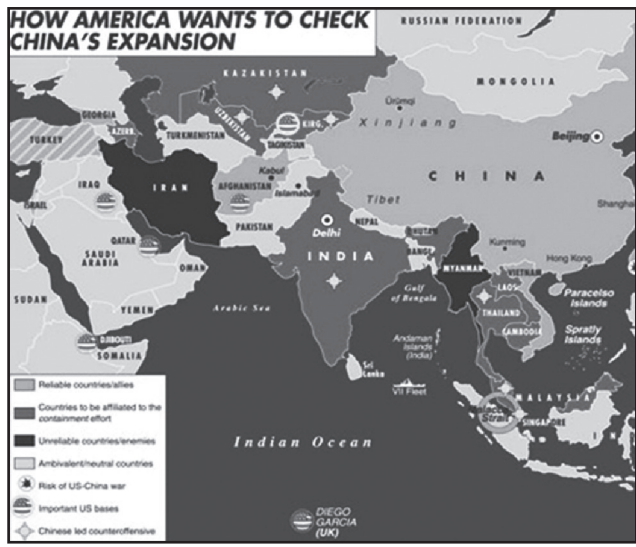 HOW AMERICA WANTS TO CHECK
CHINA'S EXPANSION
RUSSIAN FEDERATION
KAZAKISTAN
MONGOLIA
Ürümqi
Xinjiang
GEORGIA
AZERB.
UZBEKISTAN
KIRG.
TURKEY
TURKMENISTAN
TAGIKISTAN
Beijing
CHINA
IRAQ
IRAN
Kabul
AFGHANISTAN
Islamabad
Tibet
Shangha
ISRAEL
Delhi
NEPAL
BHUTAN
PAKISTAN
QATAR
INDIA
BANGL
Kunming
SAUDI
ARABIA
MYANMAR
VIETNAM
Hong Kong
OMAN
LAOS
Gulf
of Bengala
Paracelso
Islands
SUDAN
YEMEN
Arabic Sea
THAILAND
Andaman
Islands
(India)
CAMBODIA
Spratly
Islands
DJIBOUTI
SOMALIA
Sri
Lanka
VII Fleet
MALAYSIA
Strait
SINGAPORE
IN
Reliable countries/allies
Countries to be affiliated to the
containment effort
Unreliable countries/enemies
Ambivalent/neutral countries
Risk of US-China war
Important US bases
Chinese led counteroffensive
Indian Ocean
DIEGO
GARCIA
(UK)